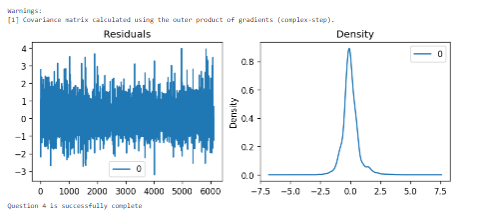 Warnings:
[1] Covariance matrix calculated using the outer product of gradients (complex-step).
Residuals
4
3
2
1
0
−1
−2
−3
0 1000 2000 3000 4000 5000 6000
0
Density
Density
0.8
0.6
0.4
0.2
0.0
−7.5 −5.0 −2.5 0.0 2.5 5.0 7.5
0
Question 4 is successfully complete